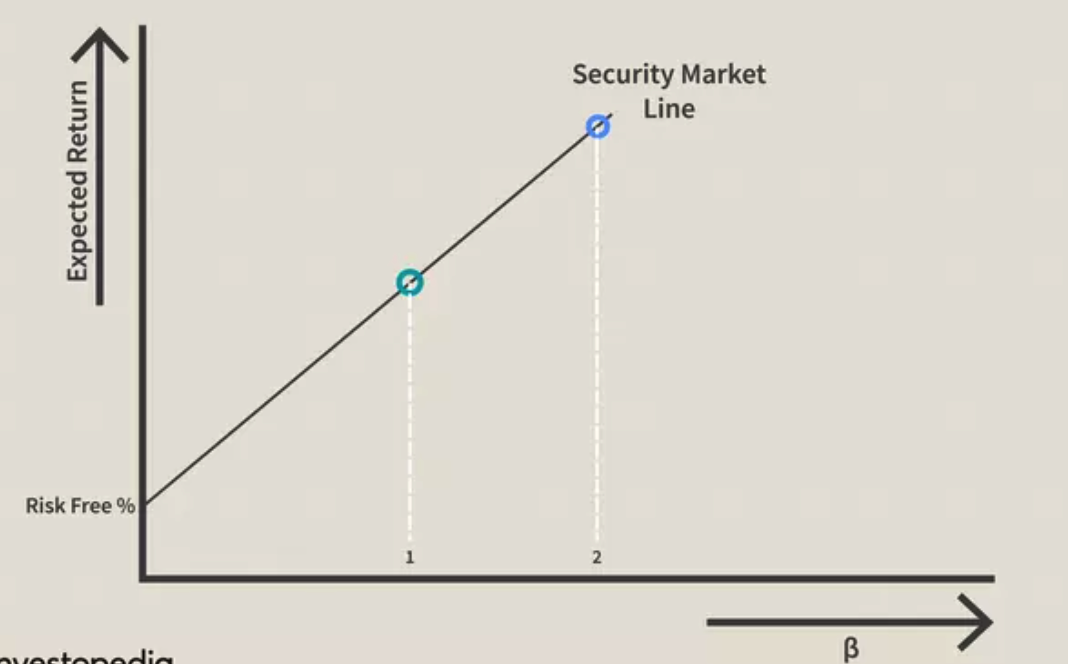 Security Market
Line
Expected Return
Risk Free %
1
2
β